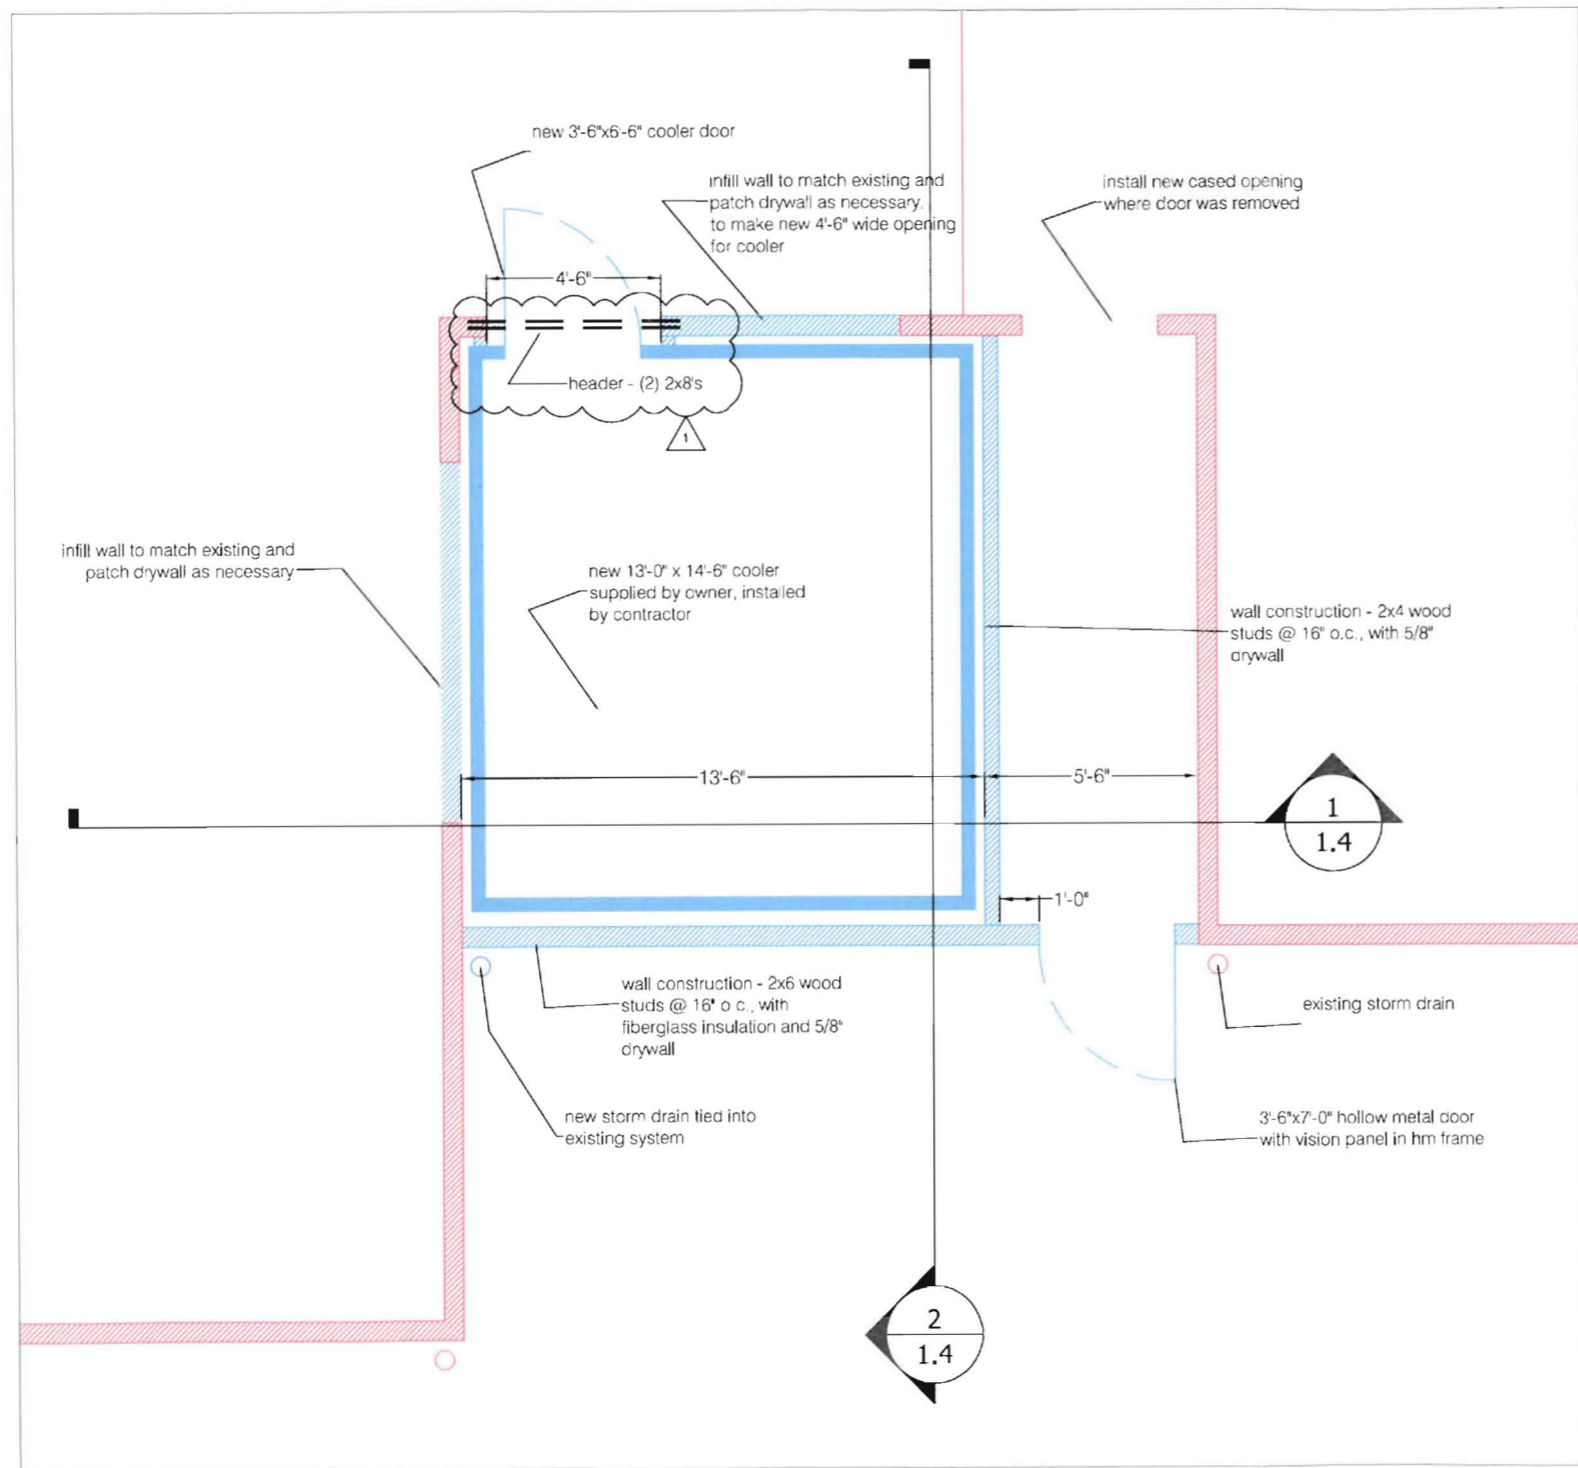 new 3'-6"x6'-6" cooler door
infill wall to match existing and
patch drywall as necessary,
to make new 4'-6" wide opening
for cooler
install new cased opening
where door was removed
4'-6"
header - (2) 2x8's
1
infill wall to match existing and
patch drywall as necessary
new 13'-0" x 14'-6" cooler
supplied by owner, installed
by contractor
wall construction - 2x4 wood
studs @ 16" o.c., with 5/8"
drywall
13'-6"
5'-6"
1
1.4
1'-0"
wall construction - 2x6 wood
studs @ 16" o c., with
fiberglass insulation and 5/8"
drywall
existing storm drain
new storm drain tied into
existing system
3'-6"x7'-0" hollow metal door
with vision panel in hm frame
2
1.4